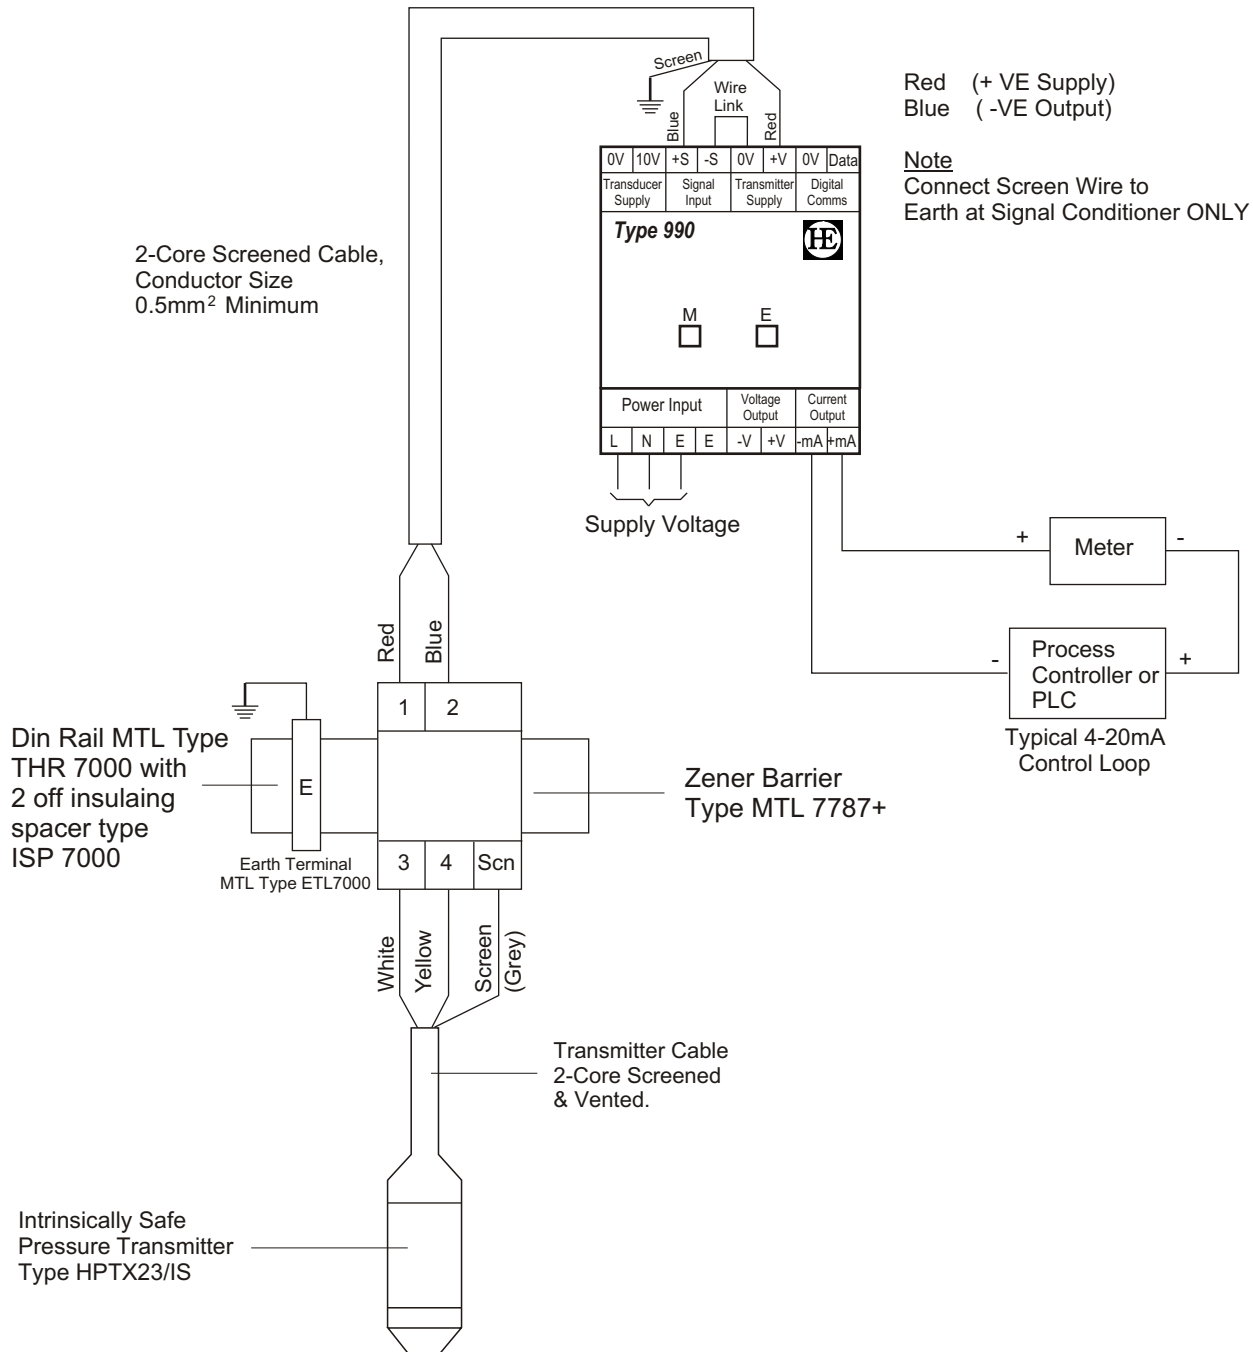 Screen
Wire
Link
Blue
Red
Red (+ VE Supply)
Blue ( -VE Output)
Note
Connect Screen Wire to
Earth at Signal Conditioner ONLY
0V 10V +S -S 0V +V 0V Data
Transducer Supply Signal Input Transmitter Supply Digital Comms
Type 990
HE
M E
Power Input Voltage Output Current Output
L N E E -V +V -mA +mA
Supply Voltage
2-Core Screened Cable,
Conductor Size
0.5mm² Minimum
+ Meter -
- Process +
Controller or
PLC
Typical 4-20mA
Control Loop
Red
Blue
1 2
Din Rail MTL Type
THR 7000 with
2 off insulaing
spacer type
ISP 7000
E
Earth Terminal
MTL Type ETL7000
Zener Barrier
Type MTL 7787+
3 4 Scn
White
Yellow
Screen
(Grey)
Transmitter Cable
2-Core Screened
& Vented.
Intrinsically Safe
Pressure Transmitter
Type HPTX23/IS